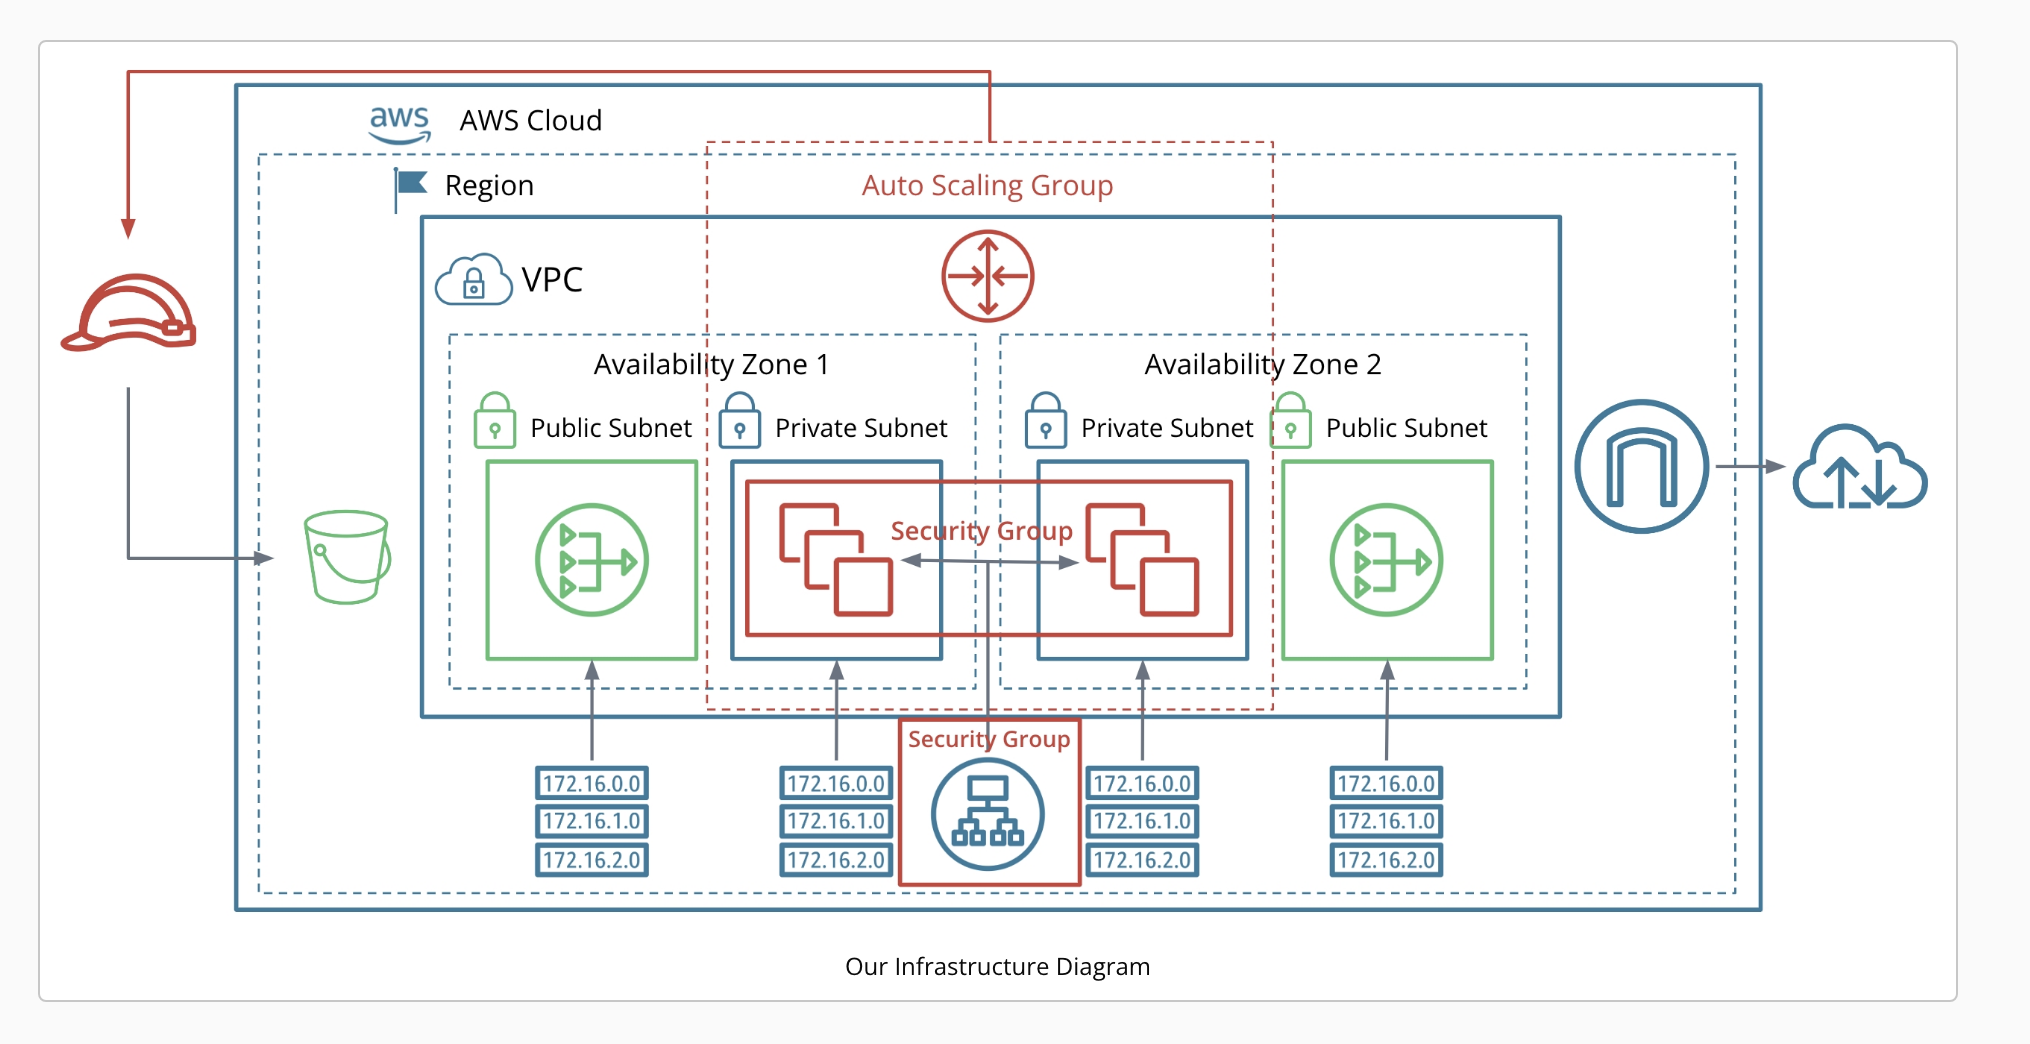 aws
AWS Cloud
Region
Auto Scaling Group
VPC
Availability Zone 1
Availability Zone 2
Public Subnet
Private Subnet
Private Subnet
Public Subnet
Security Group
Security Group
172.16.0.0
172.16.1.0
172.16.2.0
172.16.0.0
172.16.1.0
172.16.2.0
172.16.0.0
172.16.1.0
172.16.2.0
172.16.0.0
172.16.1.0
172.16.2.0
Our Infrastructure Diagram